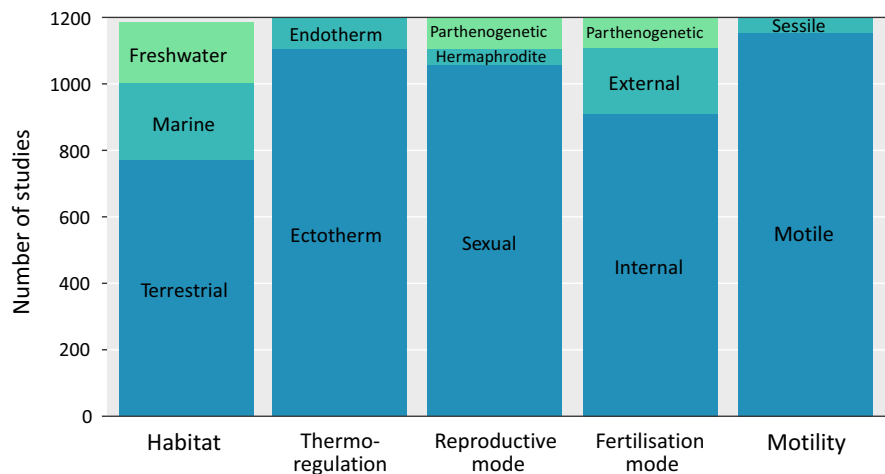 Number of studies
1200
1000
800
600
400
200
0
Freshwater
Marine
Terrestrial
Endotherm
Ectotherm
Parthenogenetic
Hermaphrodite
Sexual
Parthenogenetic
External
Internal
Sessile
Motile
Habitat
Thermo-
regulation
Reproductive
mode
Fertilisation
mode
Motility